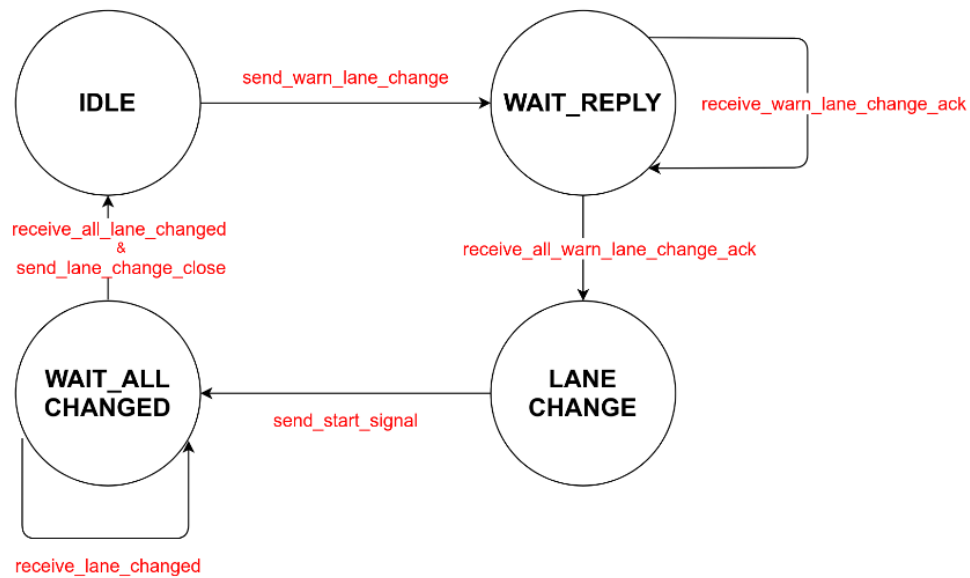 IDLE
send_warn_lane_change
WAIT_REPLY
receive_warn_lane_change_ack
receive_all_lane_changed
&
send_lane_change_close
receive_all_warn_lane_change_ack
WAIT_ALL
CHANGED
send_start_signal
LANE
CHANGE
receive_lane_changed